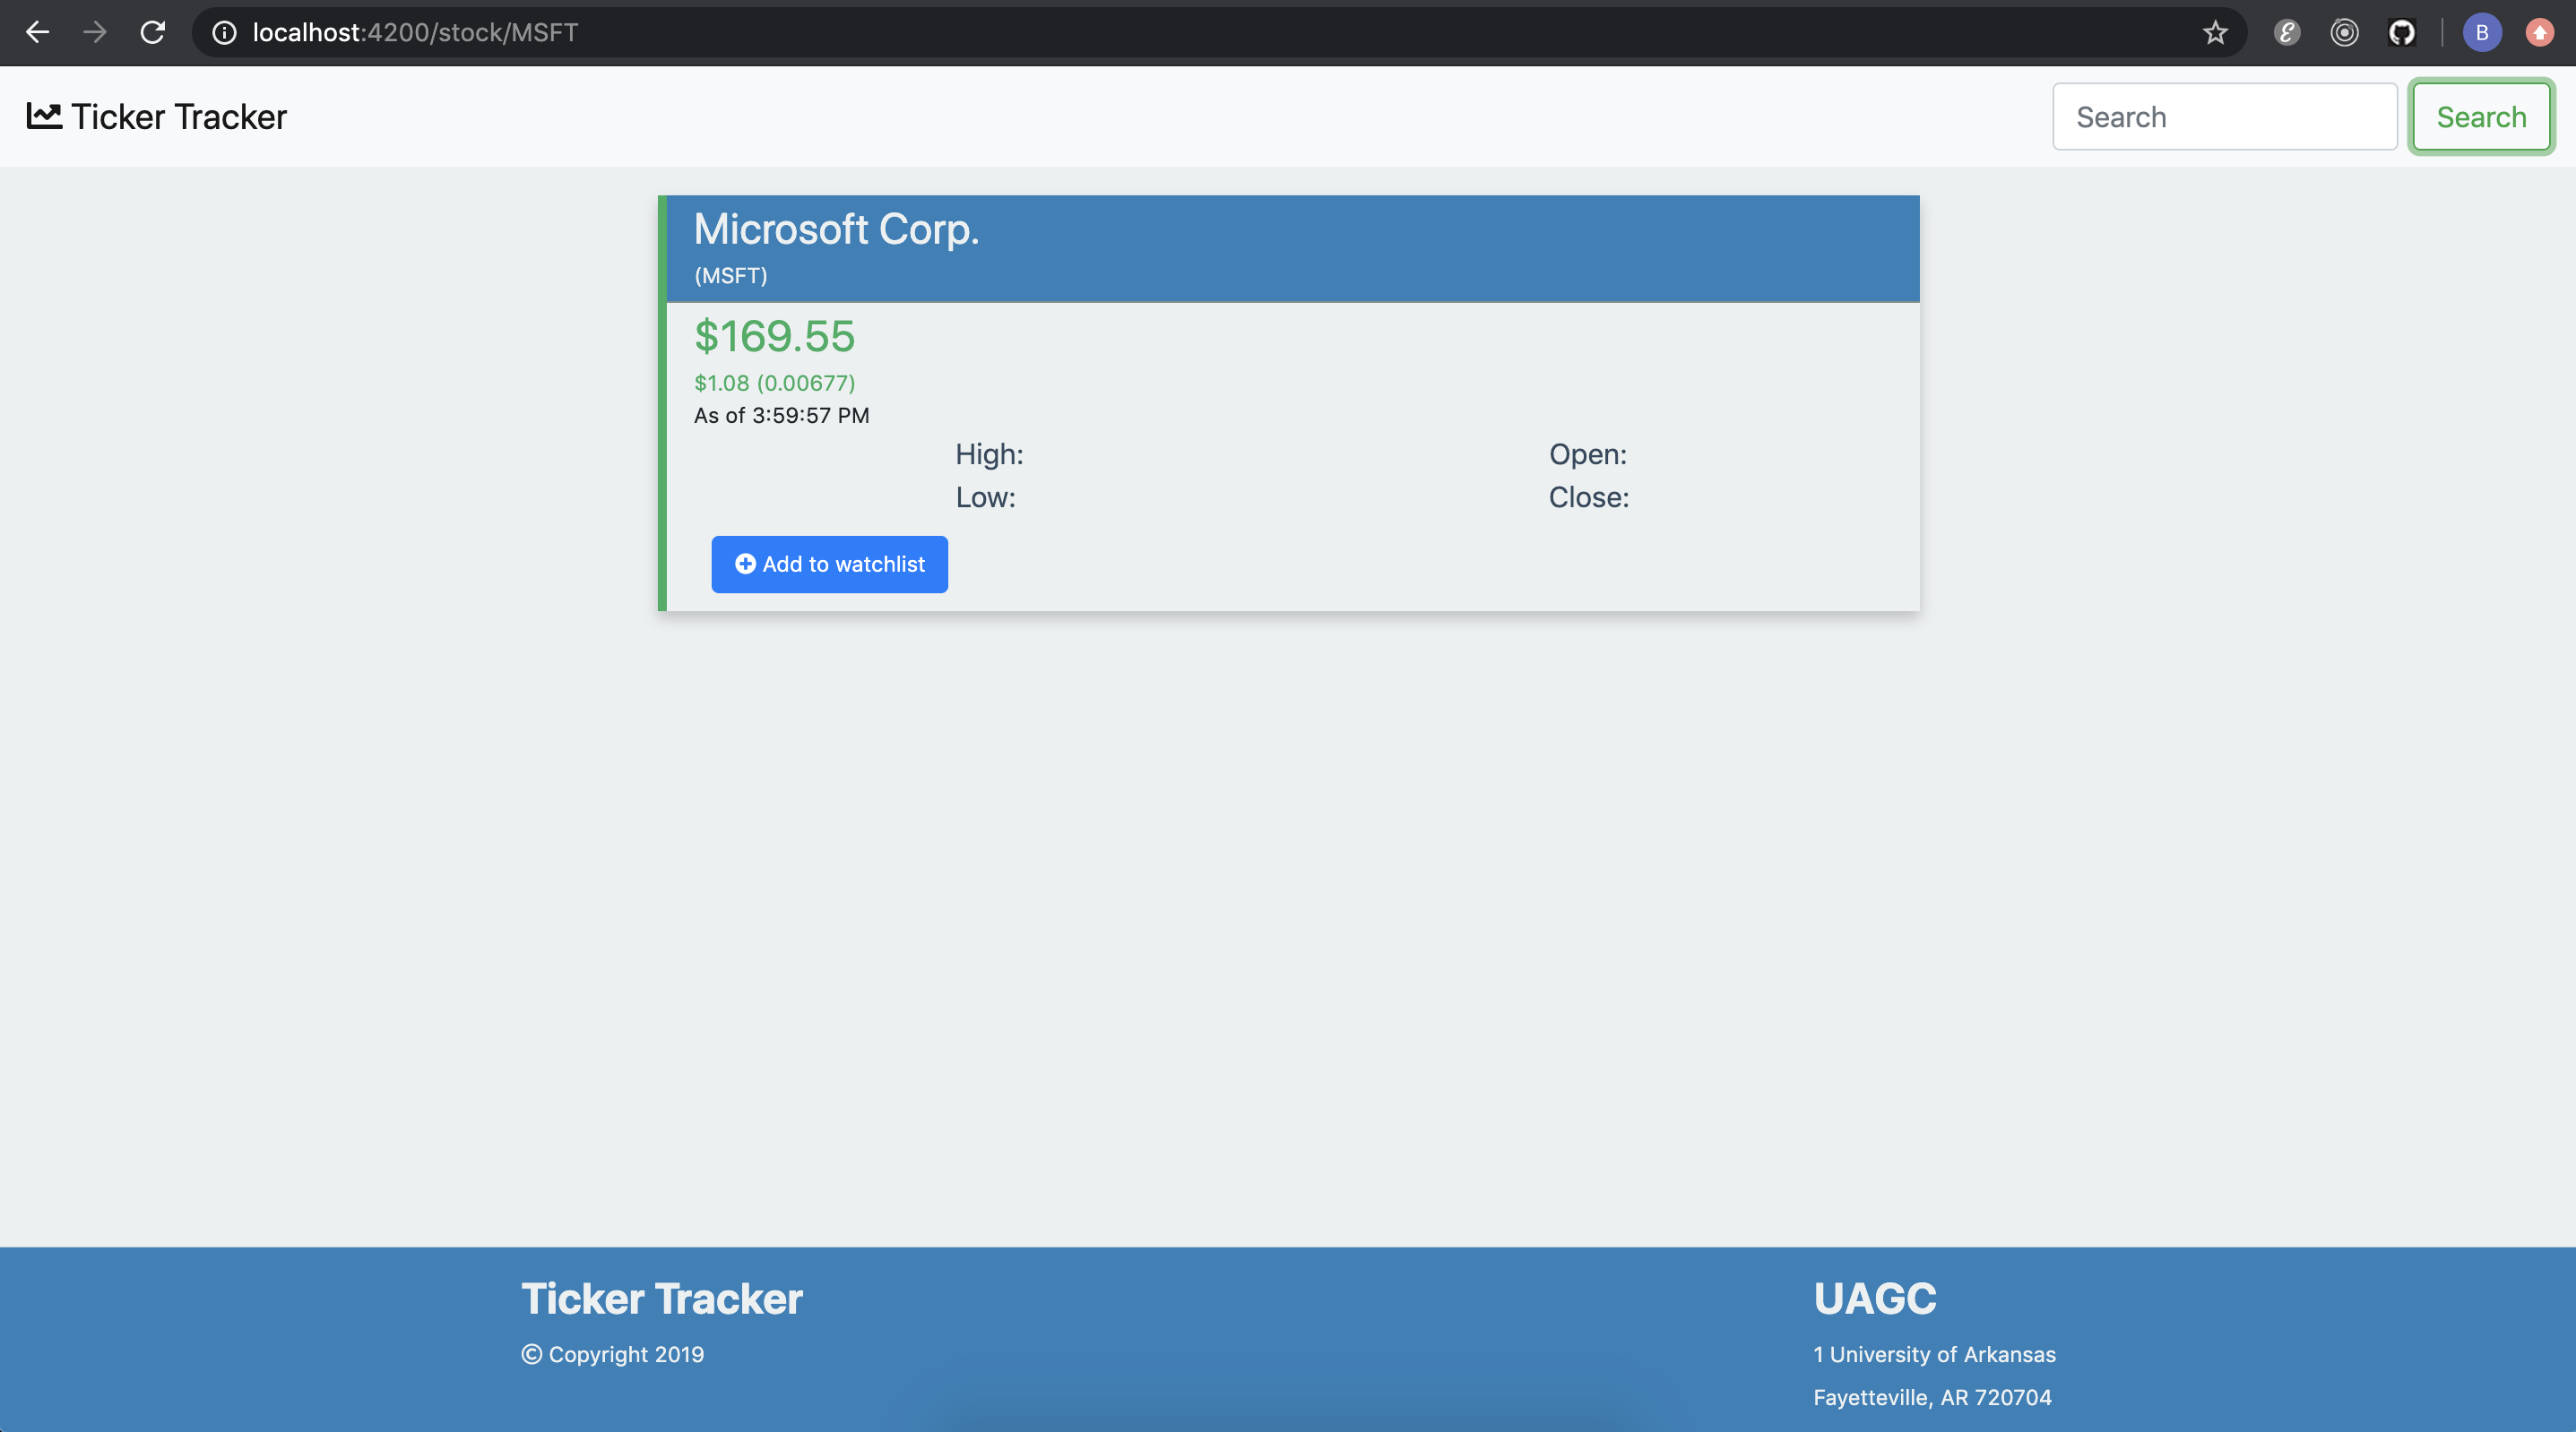 localhost:4200/stock/MSFT
B
Ticker Tracker
Search
Search
Microsoft Corp.
(MSFT)
$169.55
$1.08 (0.00677)
As of 3:59:57 PM
High:
Open:
Low:
Close:
Add to watchlist
Ticker Tracker
UAGC
© Copyright 2019
1 University of Arkansas
Fayetteville, AR 720704